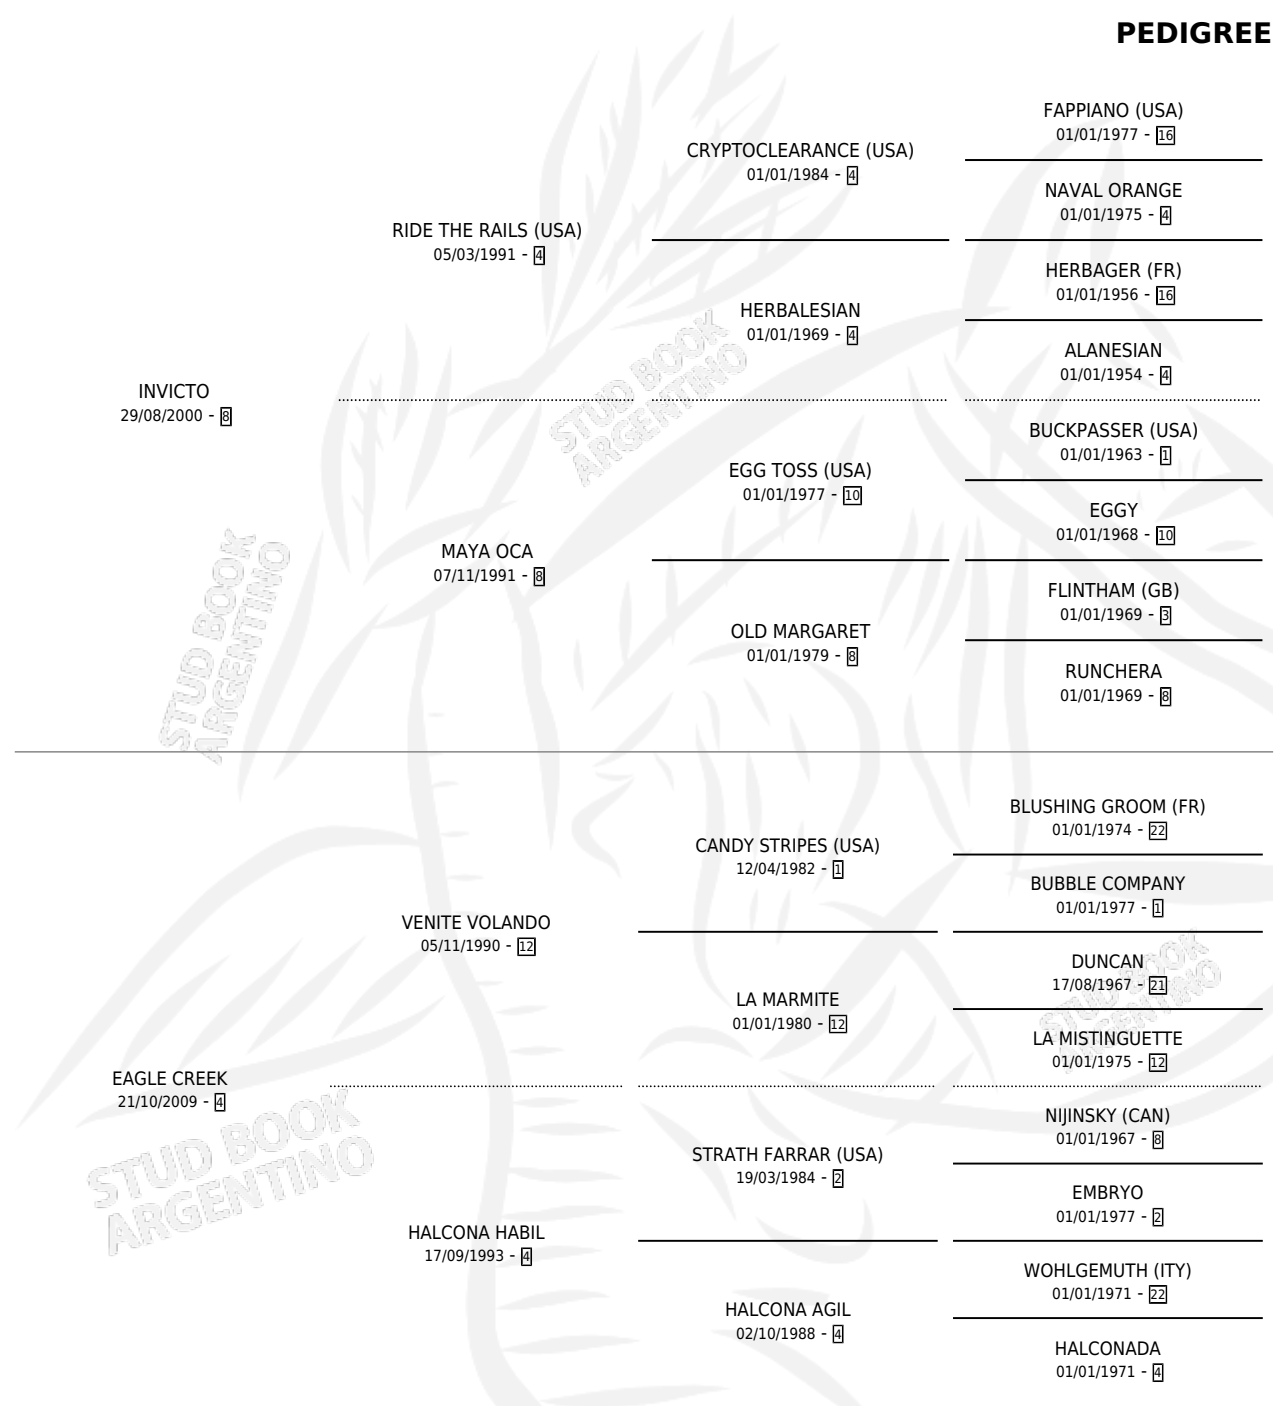 PEDIGREE
FAPPIANO (USA)
01/01/1977 - 16
CRYPTOCLEARANCE (USA)
01/01/1984 - 4
NAVAL ORANGE
01/01/1975 - 4
RIDE THE RAILS (USA)
05/03/1991 - 4
HERBAGER (FR)
01/01/1956 - 16
HERBALESIAN
01/01/1969 - 4
ALANESIAN
01/01/1954 - 4
INVICTO
29/08/2000 - 8
BUCKPASSER (USA)
01/01/1963 - 1
EGG TOSS (USA)
01/01/1977 - 10
EGGY
01/01/1968 - 10
MAYA OCA
07/11/1991 - 8
FLINTHAM (GB)
01/01/1969 - 3
OLD MARGARET
01/01/1979 - 8
RUNCHERA
01/01/1969 - 8
BLUSHING GROOM (FR)
01/01/1974 - 22
CANDY STRIPES (USA)
12/04/1982 - 1
BUBBLE COMPANY
01/01/1977 - 1
VENITE VOLANDO
05/11/1990 - 12
DUNCAN
17/08/1967 - 21
LA MARMITE
01/01/1980 - 12
LA MISTINGUETTE
01/01/1975 - 12
EAGLE CREEK
21/10/2009 - 4
NIJINSKY (CAN)
01/01/1967 - 8
STRATH FARRAR (USA)
19/03/1984 - 2
EMBRYO
01/01/1977 - 2
HALCONA HABIL
17/09/1993 - 4
WOHLGEMUTH (ITY)
01/01/1971 - 22
HALCONA AGIL
02/10/1988 - 4
HALCONADA
01/01/1971 - 4
STUD BOOK
ARGENTINO
STUD BOOK
ARGENTINO
STUD BOOK
ARGENTINO
STUD BOOK
ARGENTINO